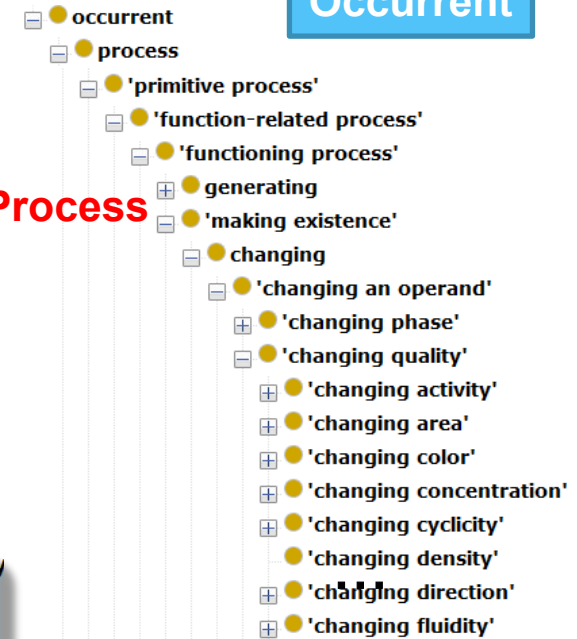 Occurrent
occurrent
process
'primitive process'
'function-related process'
'functioning process'
Process
generating
'making existence'
changing
'changing an operand'
'changing phase'
'changing quality'
'changing activity'
'changing area'
'changing color'
'changing concentration'
'changing cyclicity'
'changing density'
...
'changing direction'
'changing fluidity'